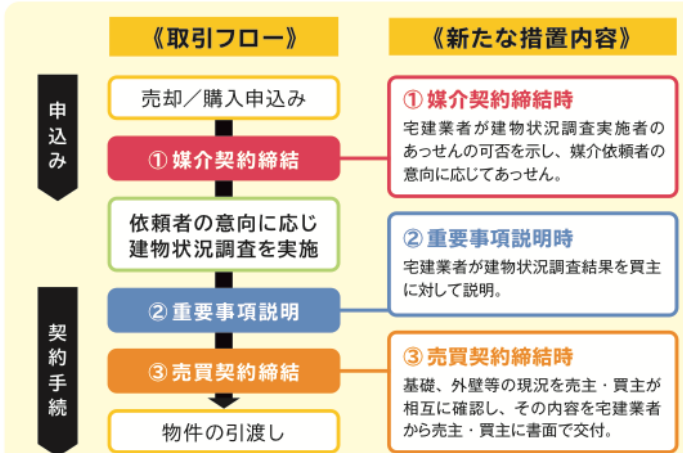 《取引フロー》
《新たな措置内容》
申込み
売却／購入申込み
①媒介契約締結
依頼者の意向に応じ
建物状況調査を実施
契約手続
②重要事項説明
③売買契約締結
物件の引渡し
①媒介契約締結時
宅建業者が建物状況調査実施者の
あっせんの可否を示し、媒介依頼者の
意向に応じてあっせん。
②重要事項説明時
宅建業者が建物状況調査結果を買主
に対して説明。
③売買契約締結時
基礎、外壁等の現況を売主・買主が
相互に確認し、その内容を宅建業者
から売主・買主に書面で交付。